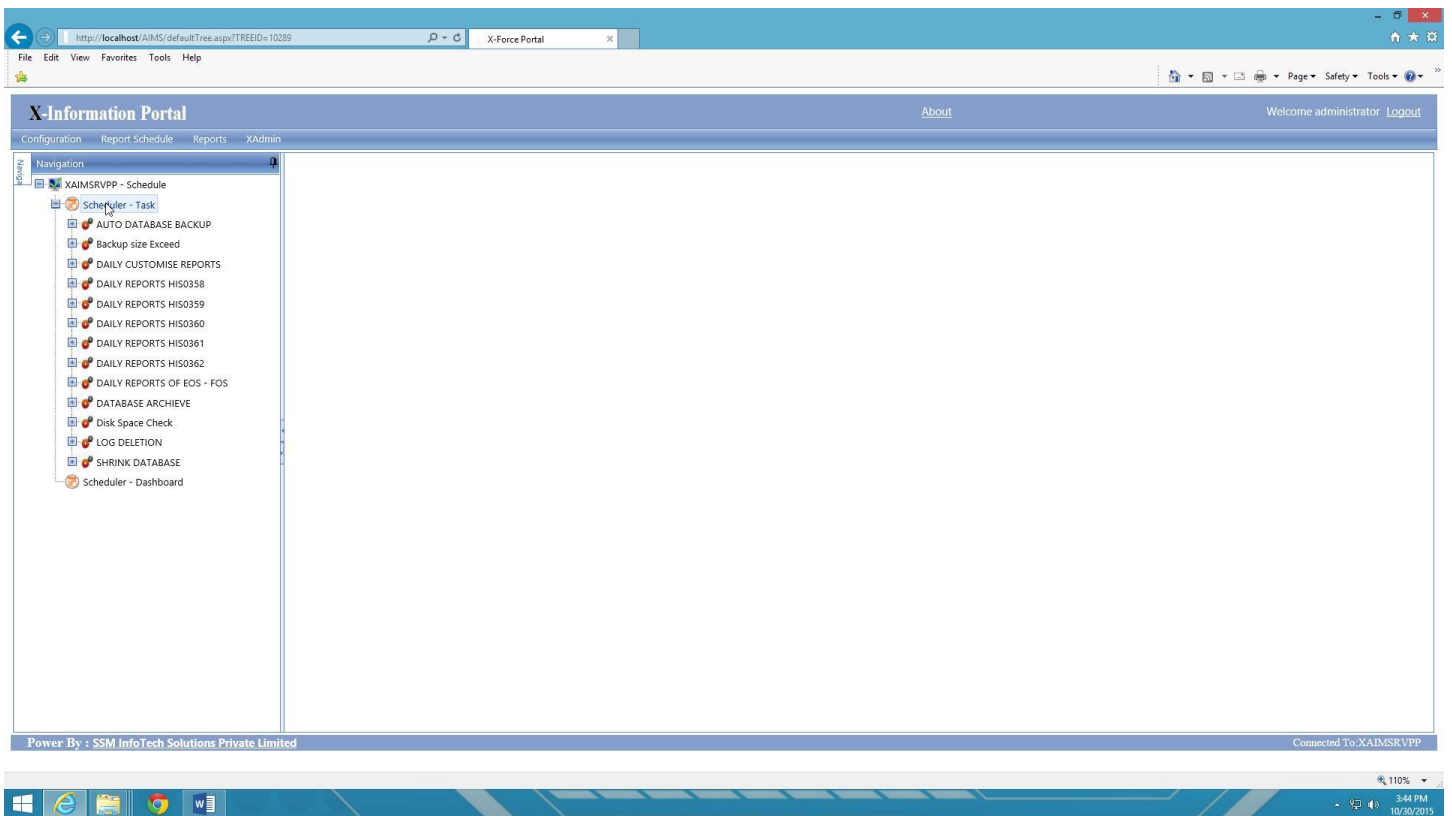 http://localhost/AIMS/defaultTree.aspx?TREEID=10289
X-Force Portal
File Edit View Favorites Tools Help
Page Safety Tools
X-Information Portal About Welcome administrator Logout
Configuration Report Schedule Reports XAdmin
Naviga
Navigation
XAIMSRVPP - Schedule
Scheduler - Task
AUTO DATABASE BACKUP
Backup size Exceed
DAILY CUSTOMISE REPORTS
DAILY REPORTS HIS0358
DAILY REPORTS HIS0359
DAILY REPORTS HIS0360
DAILY REPORTS HIS0361
DAILY REPORTS HIS0362
DAILY REPORTS OF EOS - FOS
DATABASE ARCHIEVE
Disk Space Check
LOG DELETION
SHRINK DATABASE
Scheduler - Dashboard
Power By : SSM InfoTech Solutions Private Limited Connected To:XAIMSRVPP
110%
3:44 PM
10/30/2015